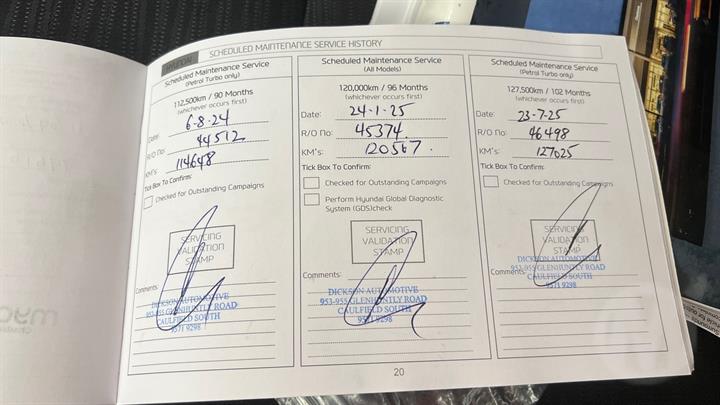 HYUNDAI SCHEDULED MAINTENANCE SERVICE HISTORY
Scheduled Maintenance Service
(Petrol Turbo only)
112,500km / 90 Months
(whichever occurs first)
Date: 6-8-24
R/O No: 44512
KM's: 114648
Tick Box To Confirm:
Checked for Outstanding Campaigns
SERVICING
VALIDATION
STAMP
Comments:
DICKSON AUTOMOTIVE
953-955 GLENHUNTLY ROAD
CAULFIELD SOUTH
9571 9298
Scheduled Maintenance Service
(All Models)
120,000km / 96 Months
(whichever occurs first)
Date: 24-1-25
R/O No: 45374
KM's: 120567
Tick Box To Confirm:
Checked for Outstanding Campaigns
Perform Hyundai Global Diagnostic
System (GDS)check
SERVICING
VALIDATION
STAMP
Comments:
DICKSON AUTOMOTIVE
953-955 GLENHUNTLY ROAD
CAULFIELD SOUTH
9571 9298
Scheduled Maintenance Service
(Petrol Turbo only)
127,500km / 102 Months
(whichever occurs first)
Date: 23-7-25
R/O No: 46498
KM's: 127025
Tick Box To Confirm:
Checked for Outstanding Campaigns
SERVICING
VALIDATION
STAMP
Comments:
DICKSON AUTOMOTIVE
953-955 GLENHUNTLY ROAD
CAULFIELD SOUTH
9571 9298
20